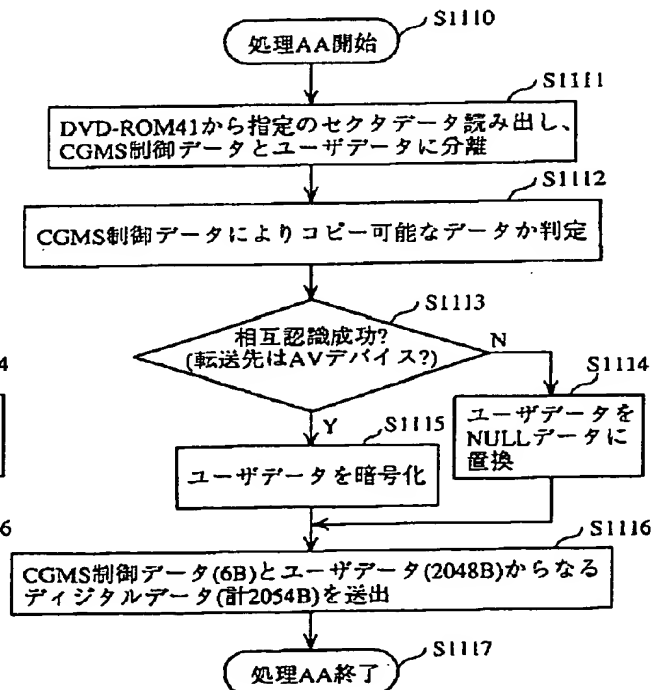 S1110
処理AA開始
S1111
DVD-ROM41から指定のセクタデータ読み出し、
CGMS制御データとユーザデータに分離
S1112
CGMS制御データによりコピー可能なデータか判定
S1113
相互認識成功?
(転送先はAVデバイス?)
N
4
S1114
ユーザデータを
NULLデータに
置換
Y
S1115
ユーザデータを暗号化
6
S1116
CGMS制御データ(6B)とユーザデータ(2048B)からなる
ディジタルデータ(計2054B)を送出
S1117
処理AA終了